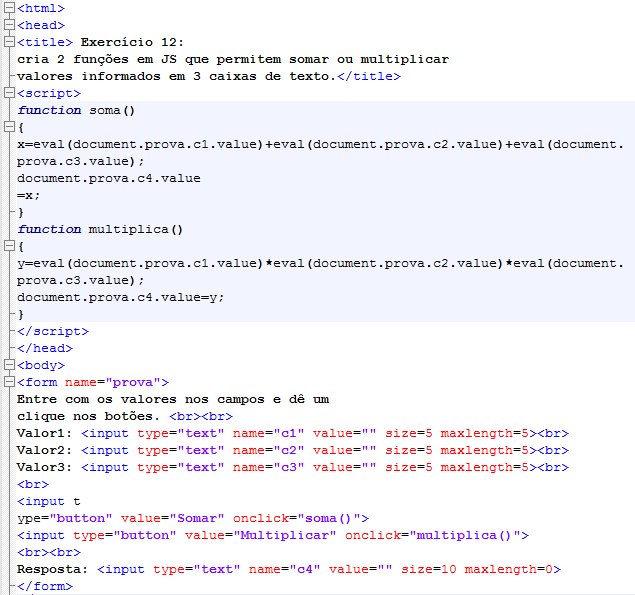 <html>
<head>
<title> Exercício 12:
cria 2 funções em JS que permitem somar ou multiplicar
valores informados em 3 caixas de texto.</title>
<script>
function soma()
{
x=eval(document.prova.c1.value)+eval(document.prova.c2.value)+eval(document.
prova.c3.value);
document.prova.c4.value
=x;
}
function multiplica()
{
y=eval(document.prova.c1.value)*eval(document.prova.c2.value)*eval(document.
prova.c3.value);
document.prova.c4.value=y;
}
</script>
</head>
<body>
<form name="prova">
Entre com os valores nos campos e dê um
clique nos botões. <br><br>
Valor1: <input type="text" name="c1" value="" size=5 maxlength=5><br>
Valor2: <input type="text" name="c2" value="" size=5 maxlength=5><br>
Valor3: <input type="text" name="c3" value="" size=5 maxlength=5><br>
<br>
<input t
ype="button" value="Somar" onclick="soma()">
<input type="button" value="Multiplicar" onclick="multiplica()">
<br><br>
Resposta: <input type="text" name="c4" value="" size=10 maxlength=0>
</form>